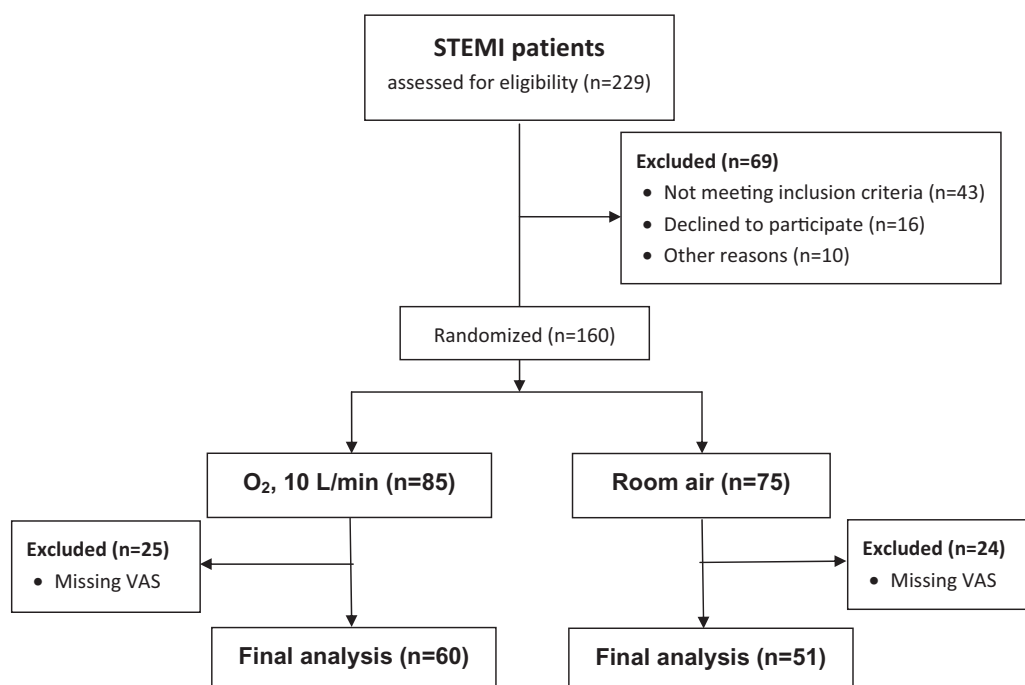 STEMI patients
assessed for eligibility (n=229)
Excluded (n=69)
• Not meeting inclusion criteria (n=43)
• Declined to participate (n=16)
• Other reasons (n=10)
Randomized (n=160)
O₂, 10 L/min (n=85)
Room air (n=75)
Excluded (n=25)
• Missing VAS
Excluded (n=24)
• Missing VAS
Final analysis (n=60)
Final analysis (n=51)